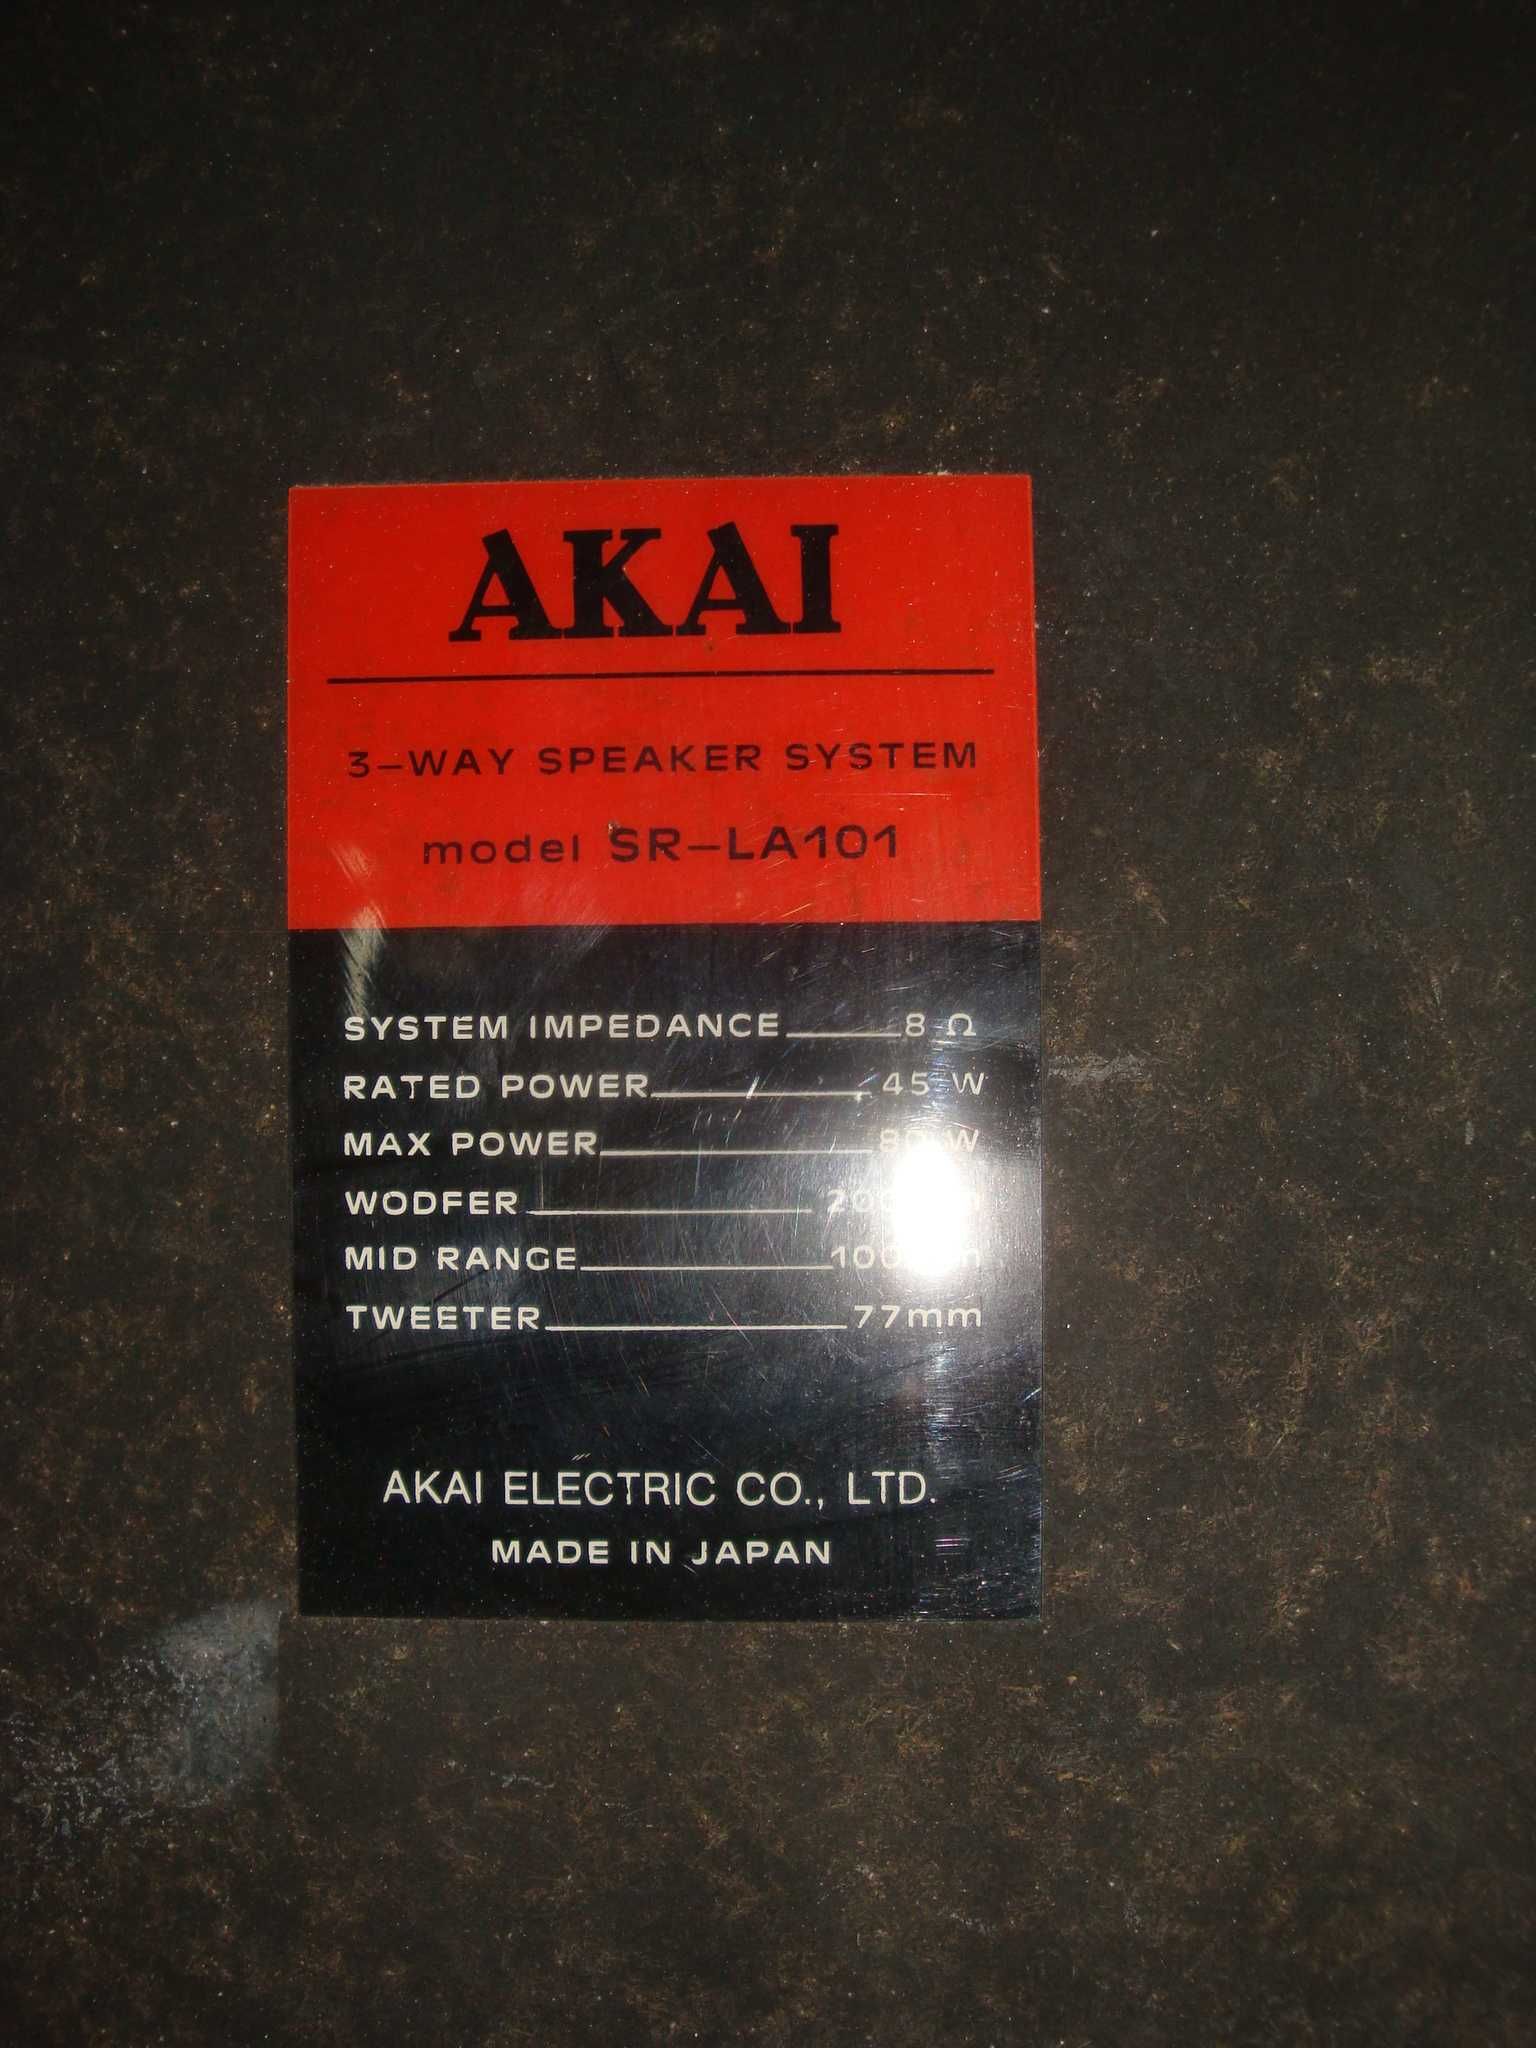 AKAI
3-WAY SPEAKER SYSTEM
model SR-LA101
SYSTEM IMPEDANCE 8 Ω
RATED POWER 45 W
MAX POWER W
WODFER
MID RANGE
TWEETER 77mm
AKAI ELECTRIC CO., LTD.
MADE IN JAPAN